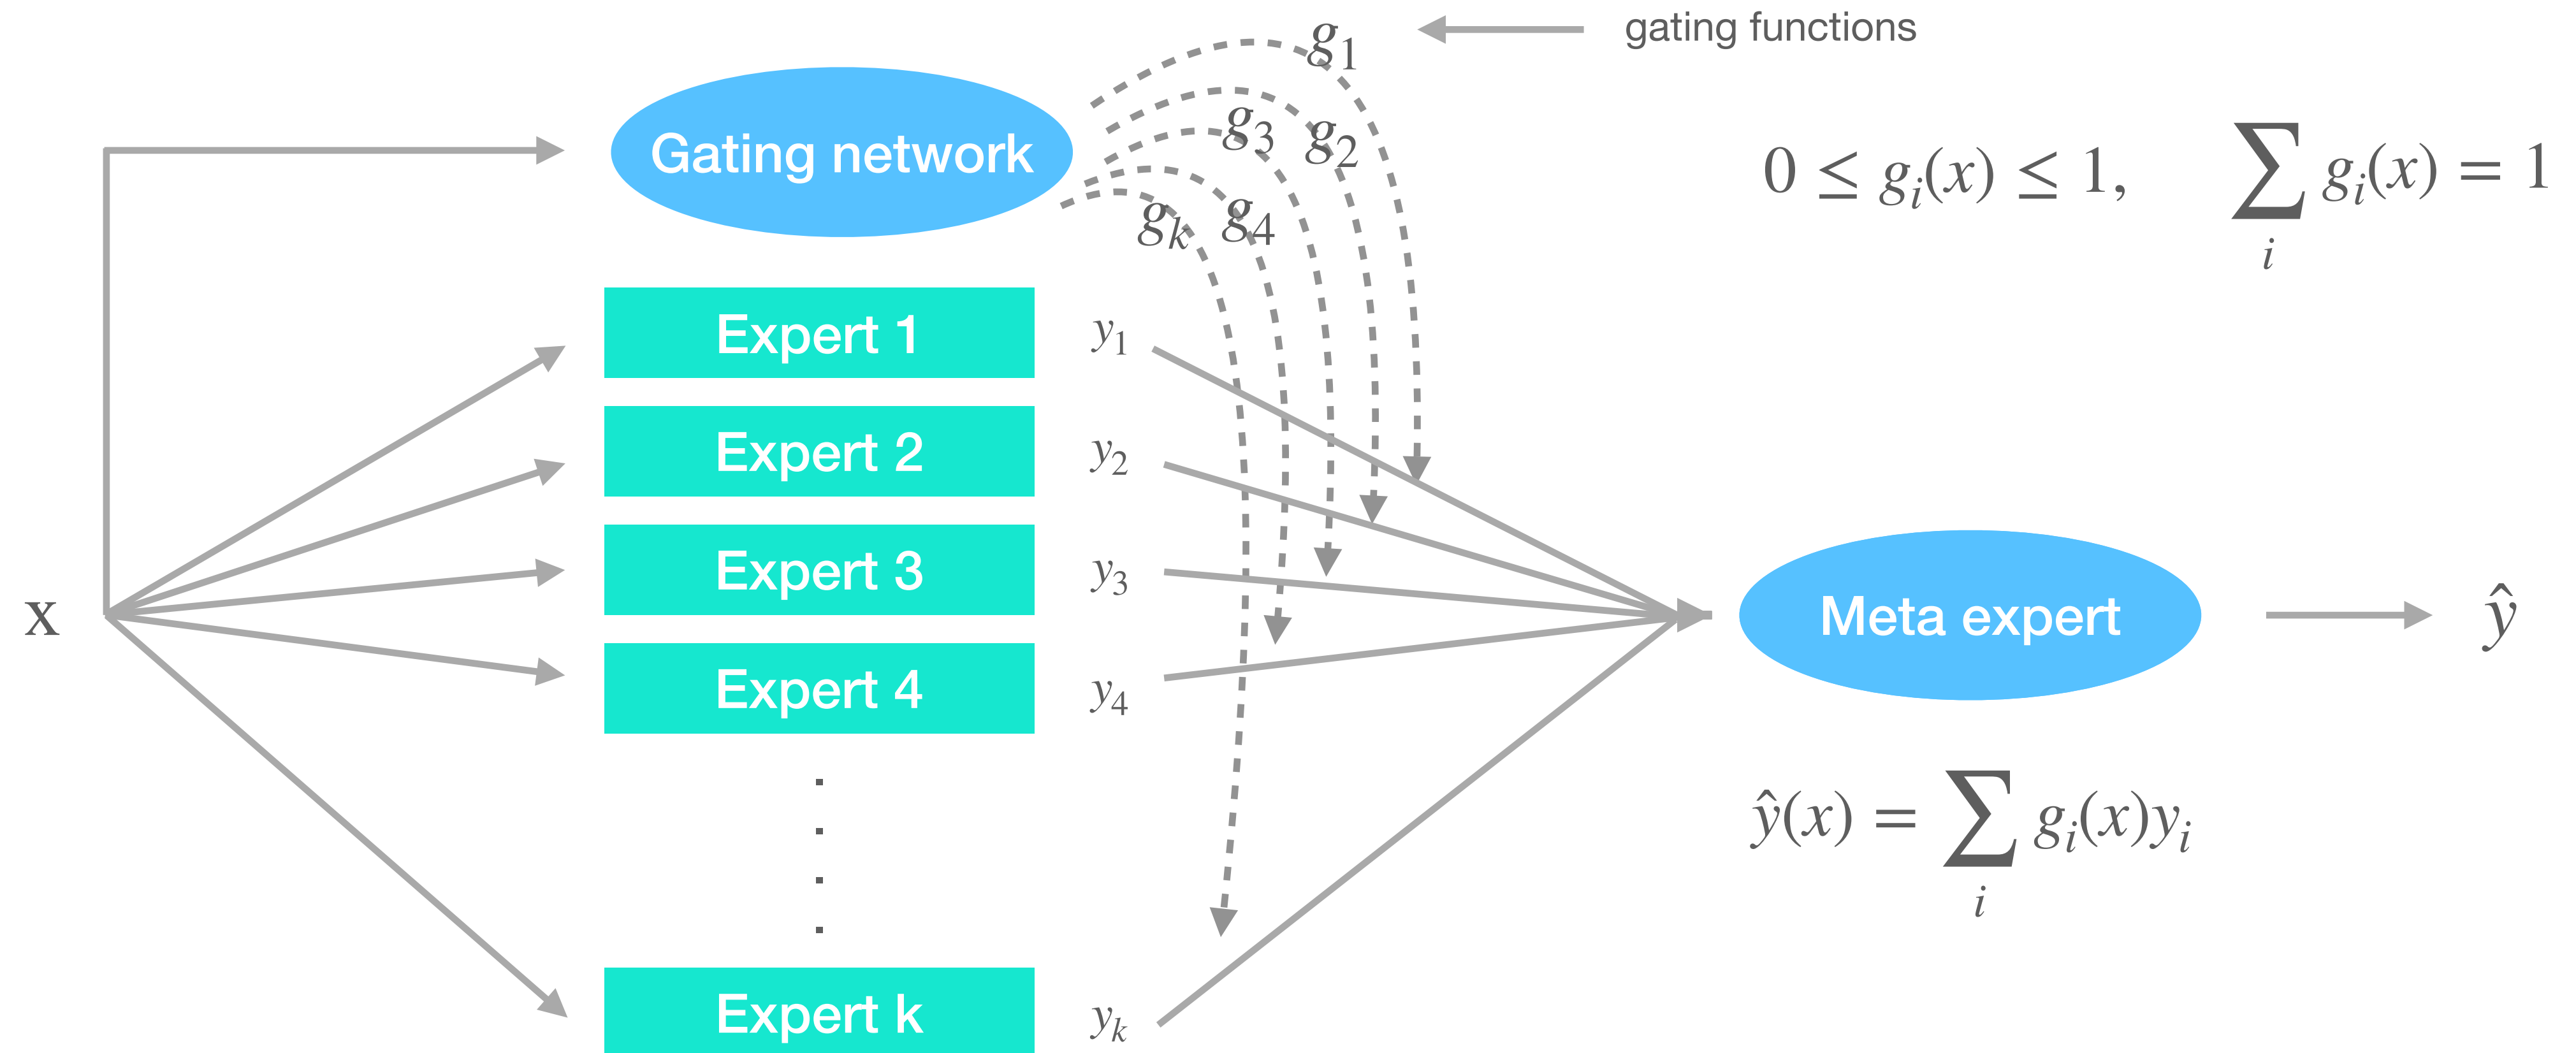 g₁
gating functions
Gating network
g₃
g₂
0 ≤ gᵢ(x) ≤ 1, ∑ᵢ gᵢ(x) = 1
gₖ
g₄
Expert 1
y₁
Expert 2
y₂
Expert 3
y₃
x
Meta expert
ŷ
Expert 4
y₄
ŷ(x) = ∑ᵢ gᵢ(x)yᵢ
Expert k
yₖ